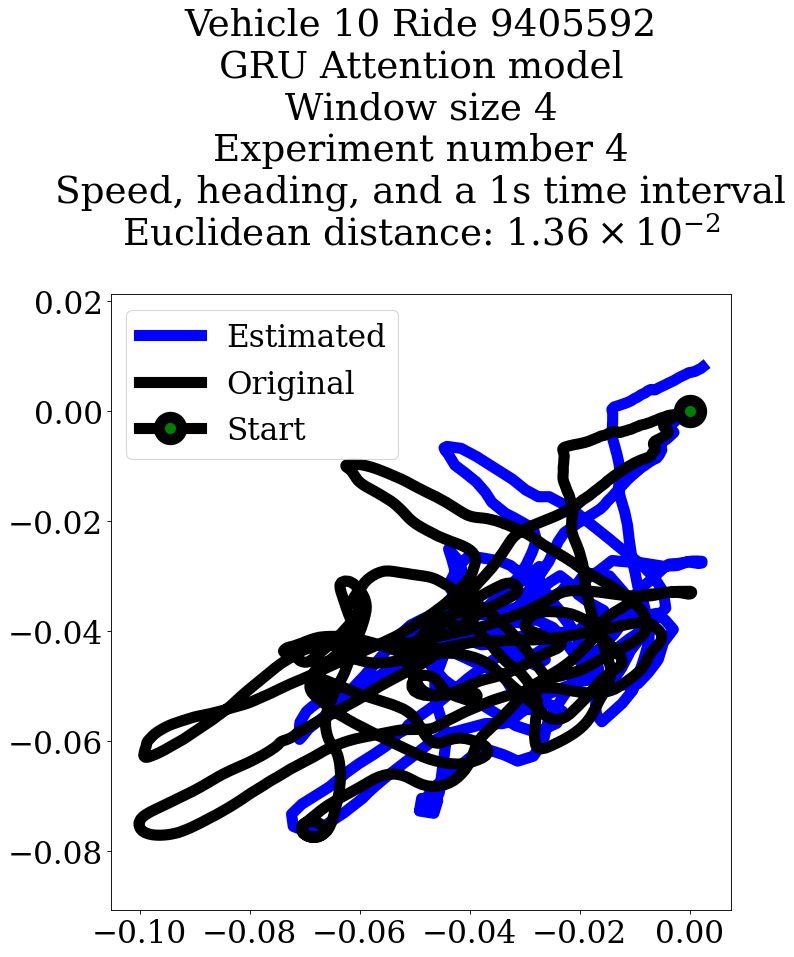 Vehicle 10 Ride 9405592
GRU Attention model
Window size 4
Experiment number 4
Speed, heading, and a 1s time interval
Euclidean distance: 1.36 × 10⁻²
0.02
0.00
−0.02
−0.04
−0.06
−0.08
Estimated
Original
Start
−0.10 −0.08 −0.06 −0.04 −0.02 0.00